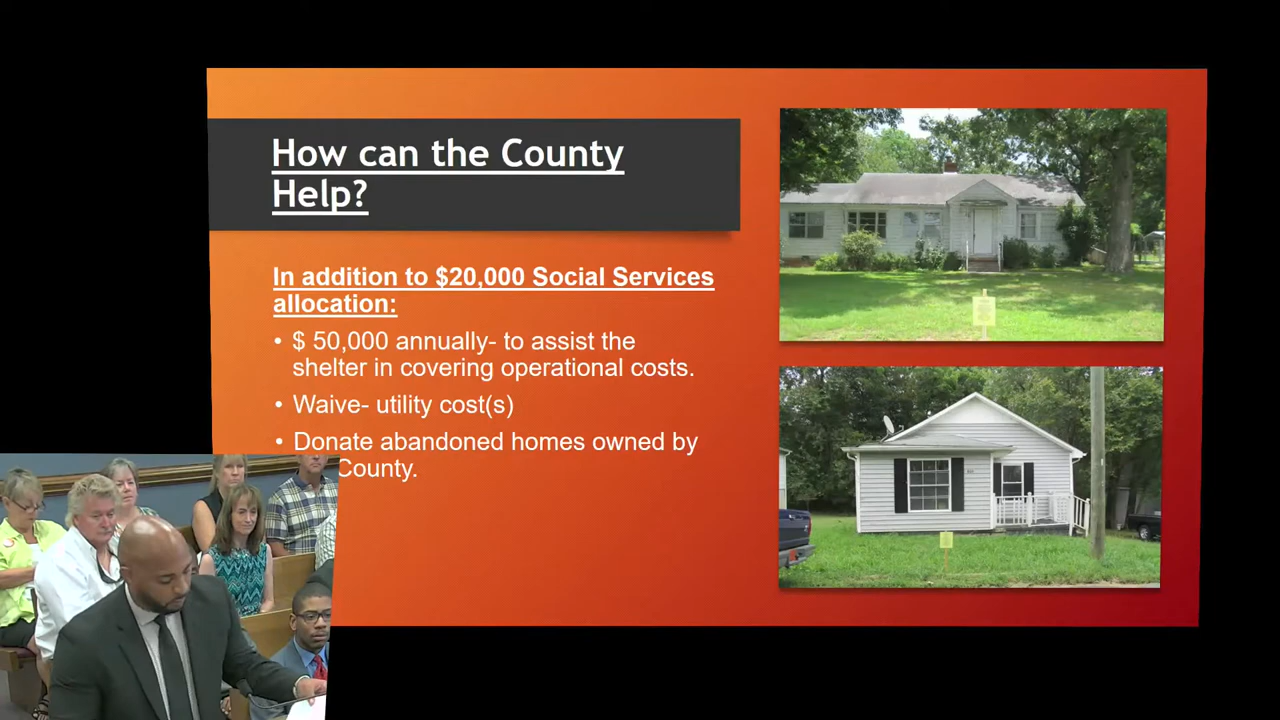 How can the County
Help?
In addition to $20,000 Social Services
allocation:
• $ 50,000 annually- to assist the
shelter in covering operational costs.
• Waive- utility cost(s)
• Donate abandoned homes owned by
County.